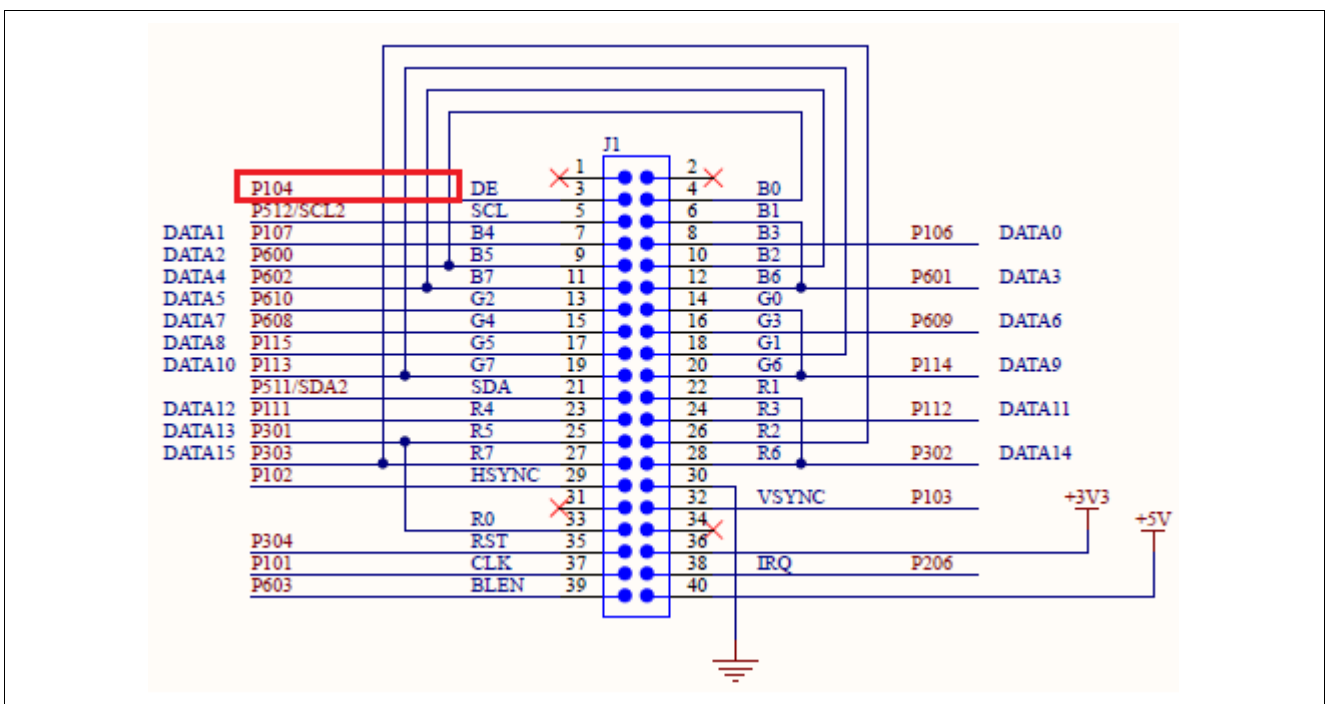 J1
1 2
P104 DE 3 4 B0
P512/SCL2 SCL 5 6 B1
DATA1 P107 B4 7 8 B3 P106 DATA0
DATA2 P600 B5 9 10 B2
DATA4 P602 B7 11 12 B6 P601 DATA3
DATA5 P610 G2 13 14 G0
DATA7 P608 G4 15 16 G3 P609 DATA6
DATA8 P115 G5 17 18 G1
DATA10 P113 G7 19 20 G6 P114 DATA9
P511/SDA2 SDA 21 22 R1
DATA12 P111 R4 23 24 R3 P112 DATA11
DATA13 P301 R5 25 26 R2
DATA15 P303 R7 27 28 R6 P302 DATA14
P102 HSYNC 29 30
31 32 VSYNC P103 +3V3
R0 33 34 +5V
P304 RST 35 36
P101 CLK 37 38 IRQ P206
P603 BLEN 39 40